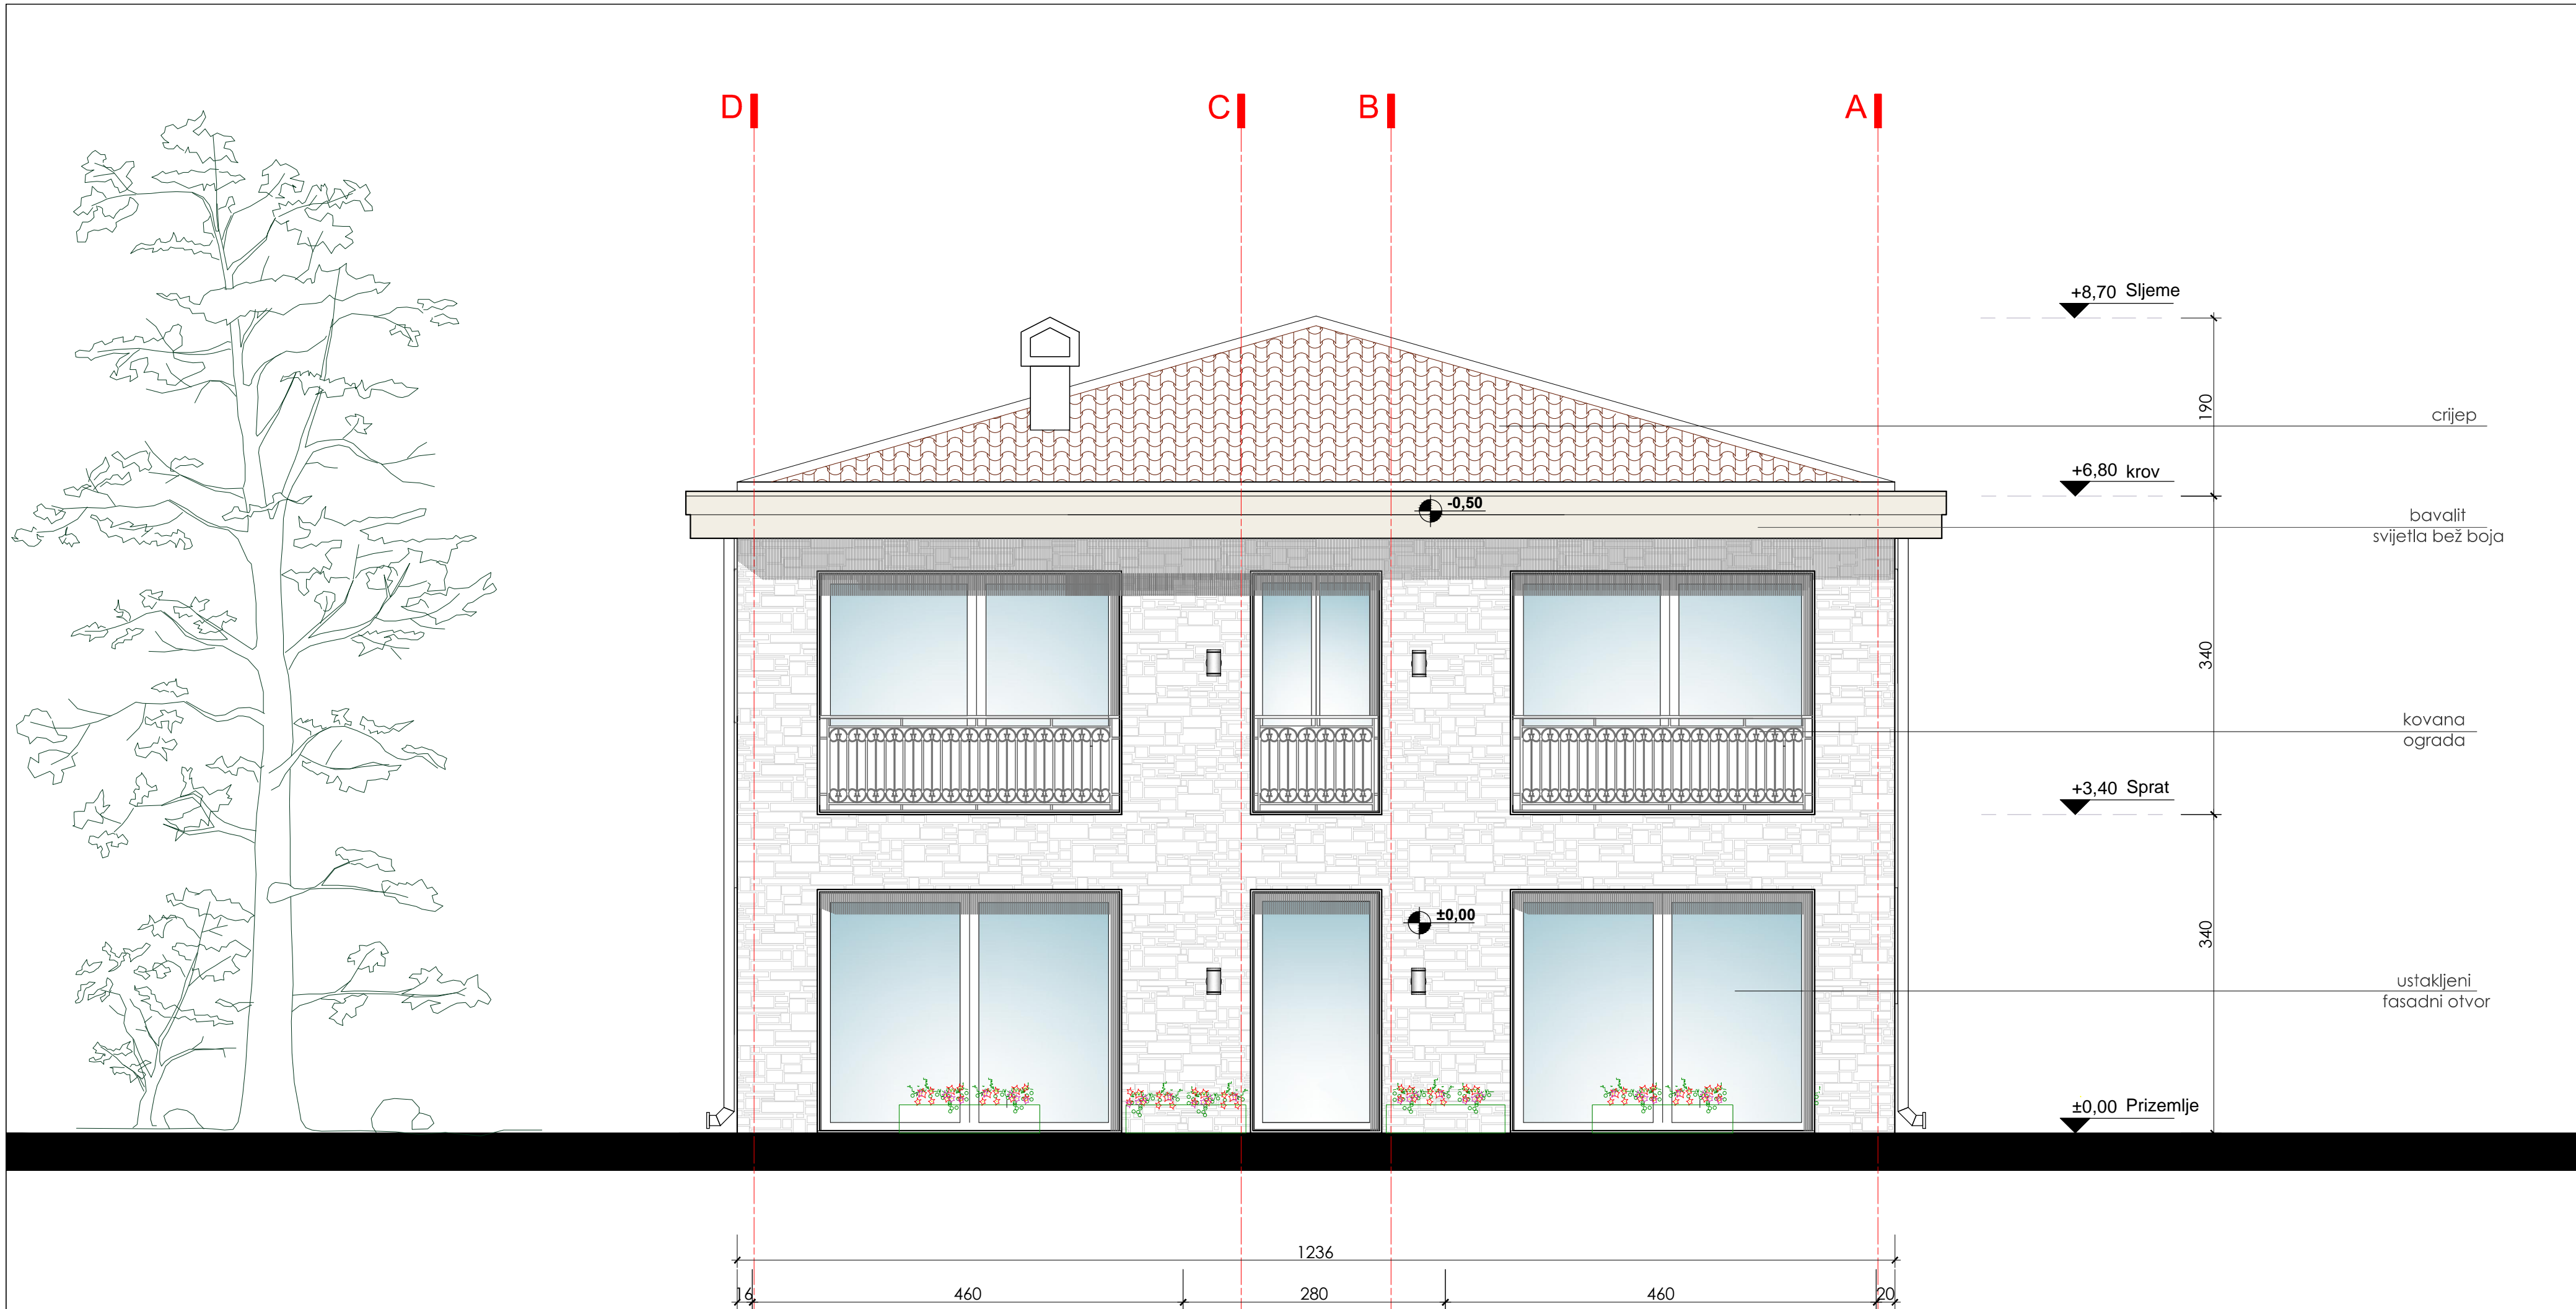 D
C
B
A
+8,70 Sljeme
190
crijep
+6,80 krov
-0,50
bavalit
svijetla bež boja
340
kovana
ograda
+3,40 Sprat
±0,00
340
ustakljeni
fasadni otvor
±0,00 Prizemlje
1236
16
460
280
460
20